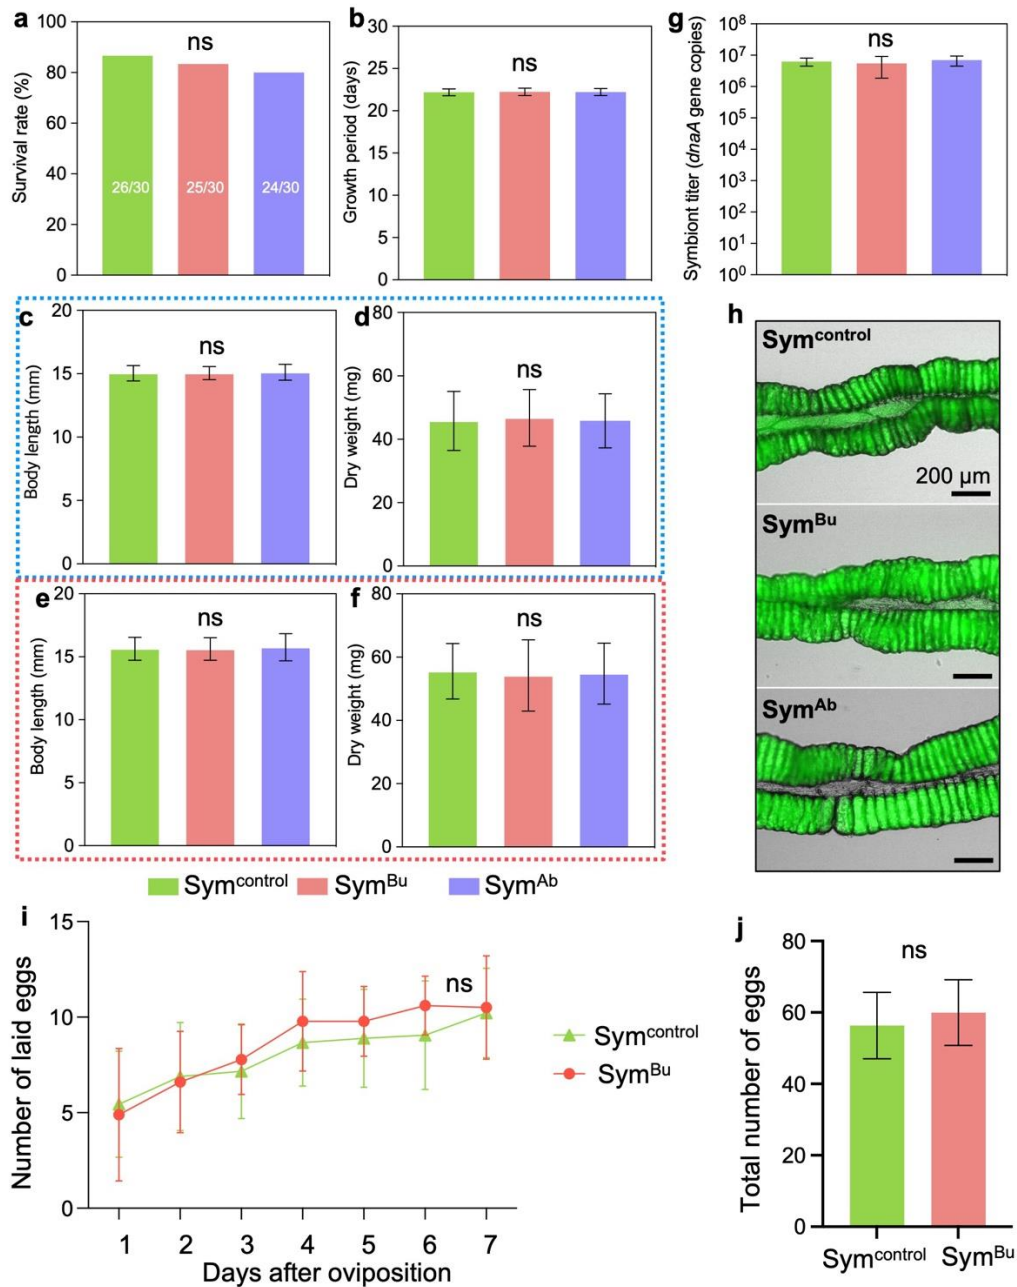 a
Survival rate (%)
100
80
60
40
20
0
ns
26/30 25/30 24/30
b
Growth period (days)
30
25
20
15
10
5
0
ns
g
Symbiont titer (dnaA gene copies)
10⁸
10⁷
10⁶
10⁵
10⁴
10³
10²
10¹
10⁰
ns
c
Body length (mm)
20
15
10
5
0
ns
d
Dry weight (mg)
80
60
40
20
0
ns
h
Sym^control
200 μm
Sym^Bu
Sym^Ab
e
Body length (mm)
20
15
10
5
0
ns
f
Dry weight (mg)
80
60
40
20
0
ns
Sym^control Sym^Bu Sym^Ab
i
Number of laid eggs
15
10
5
0
ns
1 2 3 4 5 6 7
Days after oviposition
Sym^control
Sym^Bu
j
Total number of eggs
80
60
40
20
0
ns
Sym^control Sym^Bu